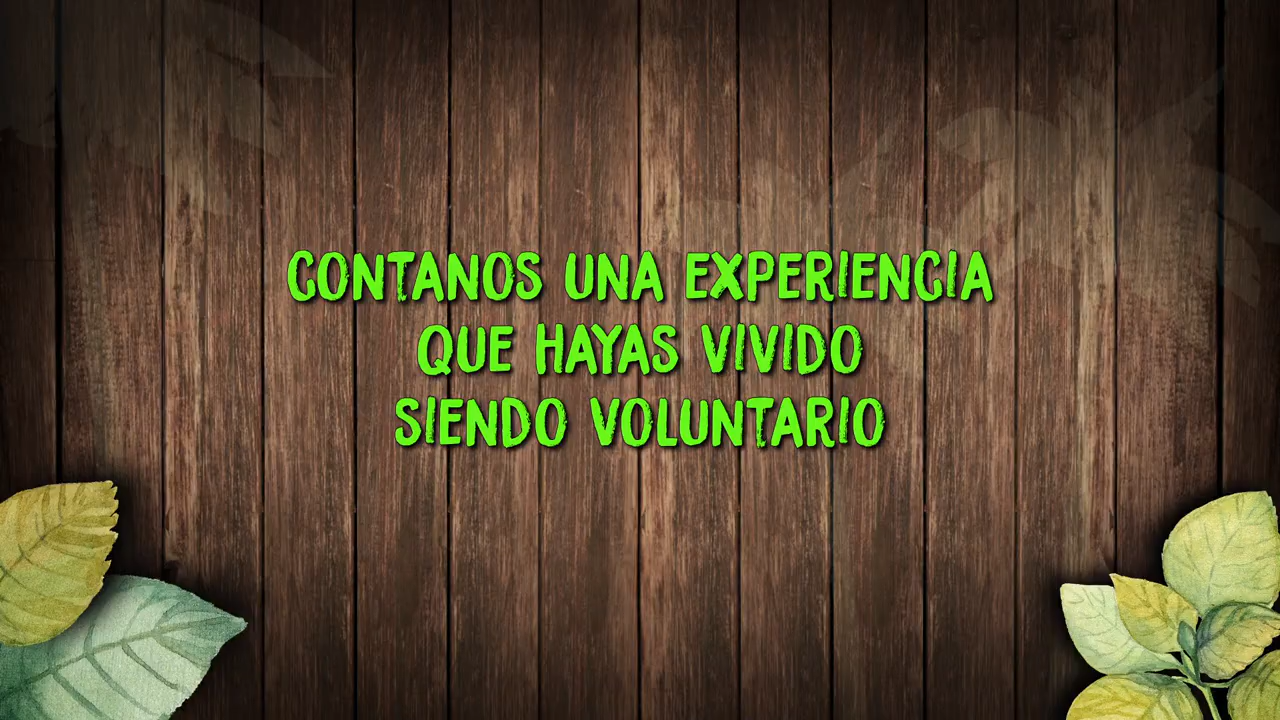 CONTANOS UNA EXPERIENCIA
QUE HAYAS VIVIDO
SIENDO VOLUNTARIO